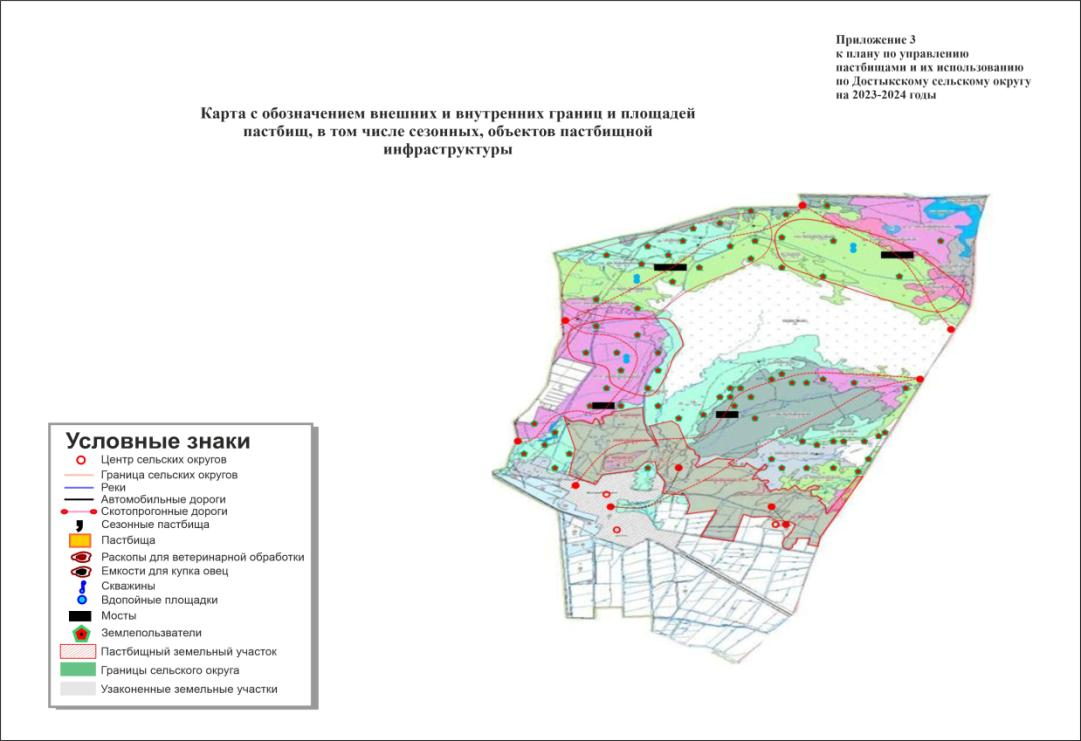 Приложение 3
к плану по управлению
пастбищами и их использованию
по Достыкскому сельскому округу
на 2023-2024 годы
Карта с обозначением внешних и внутренних границ и площадей
пастбищ, в том числе сезонных, объектов пастбищной
инфраструктуры
Условные знаки
Центр сельских округов
Граница сельских округов
Реки
Автомобильные дороги
Скотопрогонные дороги
Сезонные пастбища
Пастбища
Раскопы для ветеринарной обработки
Емкости для купка овец
Скважины
Вдопойные площадки
Мосты
Землепользватели
Пастбищный земельный участок
Границы сельского округа
Узаконенные земельные участки